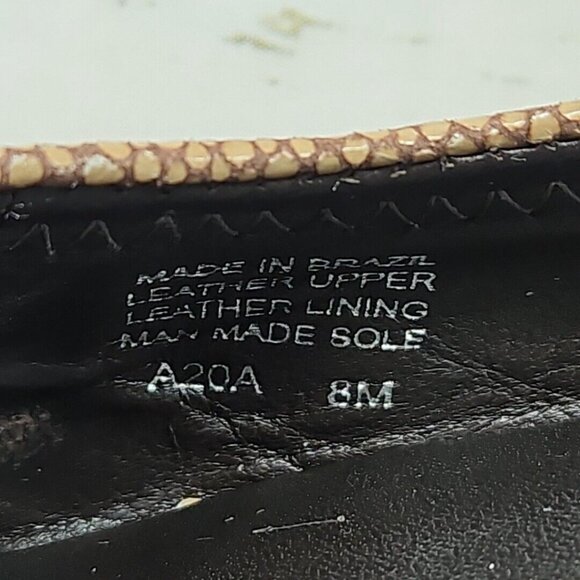 MADE IN BRAZIL
LEATHER UPPER
LEATHER LINING
MAN MADE SOLE
A20A 8M